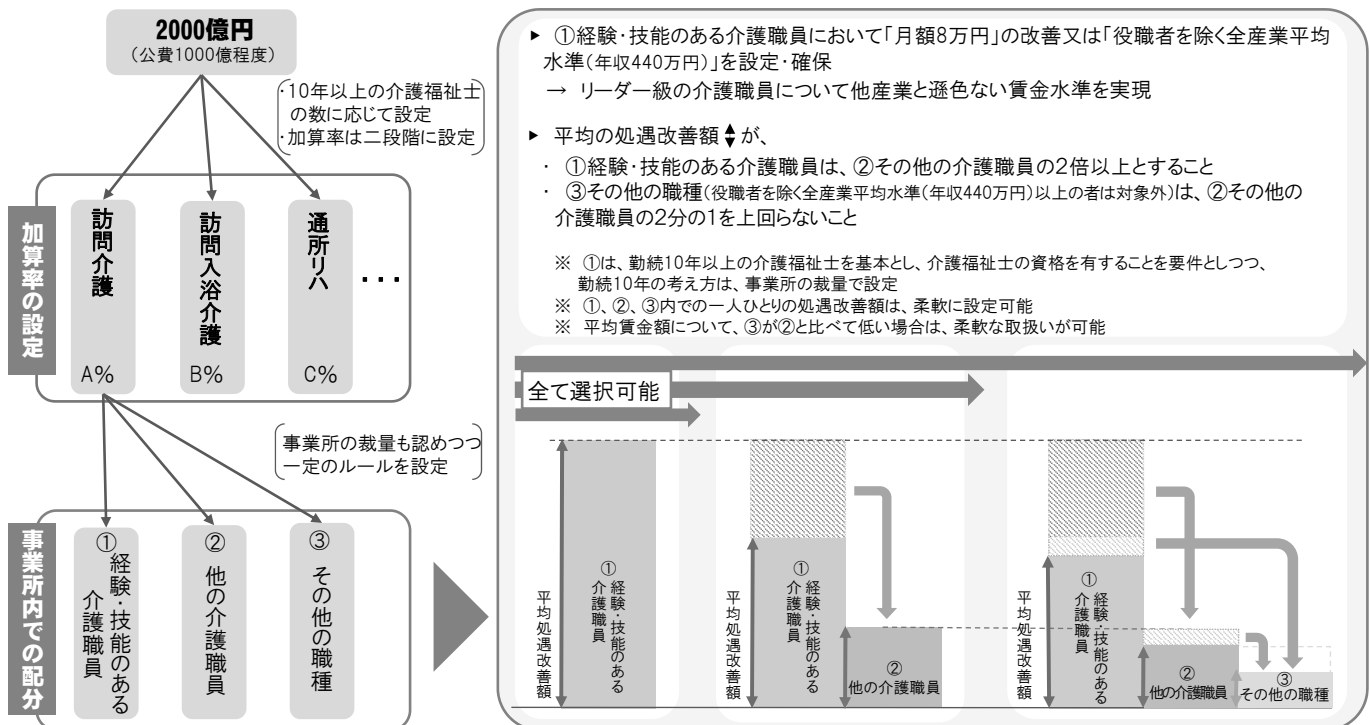 2000億円
（公費1000億程度）
・10年以上の介護福祉士
の数に応じて設定
・加算率は二段階に設定
加算率の設定
訪問介護
A％
訪問入浴介護
B％
通所リハ
C％
・・・
事業所の裁量も認めつつ
一定のルールを設定
事業所内での配分
①
経験・技能のある
介護職員
②
他の介護職員
③
その他の職種
▶ ①経験・技能のある介護職員において「月額8万円」の改善又は「役職者を除く全産業平均
水準（年収440万円）」を設定・確保
→ リーダー級の介護職員について他産業と遜色ない賃金水準を実現
▶ 平均の処遇改善額 が、
・ ①経験・技能のある介護職員は、②その他の介護職員の2倍以上とすること
・ ③その他の職種（役職者を除く全産業平均水準（年収440万円）以上の者は対象外）は、②その他の
介護職員の2分の1を上回らないこと
※ ①は、勤続10年以上の介護福祉士を基本とし、介護福祉士の資格を有することを要件としつつ、
勤続10年の考え方は、事業所の裁量で設定
※ ①、②、③内での一人ひとりの処遇改善額は、柔軟に設定可能
※ 平均賃金額について、③が②と比べて低い場合は、柔軟な取扱いが可能
全て選択可能
平均処遇改善額
①
経験・技能のある
介護職員
平均処遇改善額
①
経験・技能のある
介護職員
②
他の介護職員
平均処遇改善額
①
経験・技能のある
介護職員
②
他の介護職員
③
その他の職種